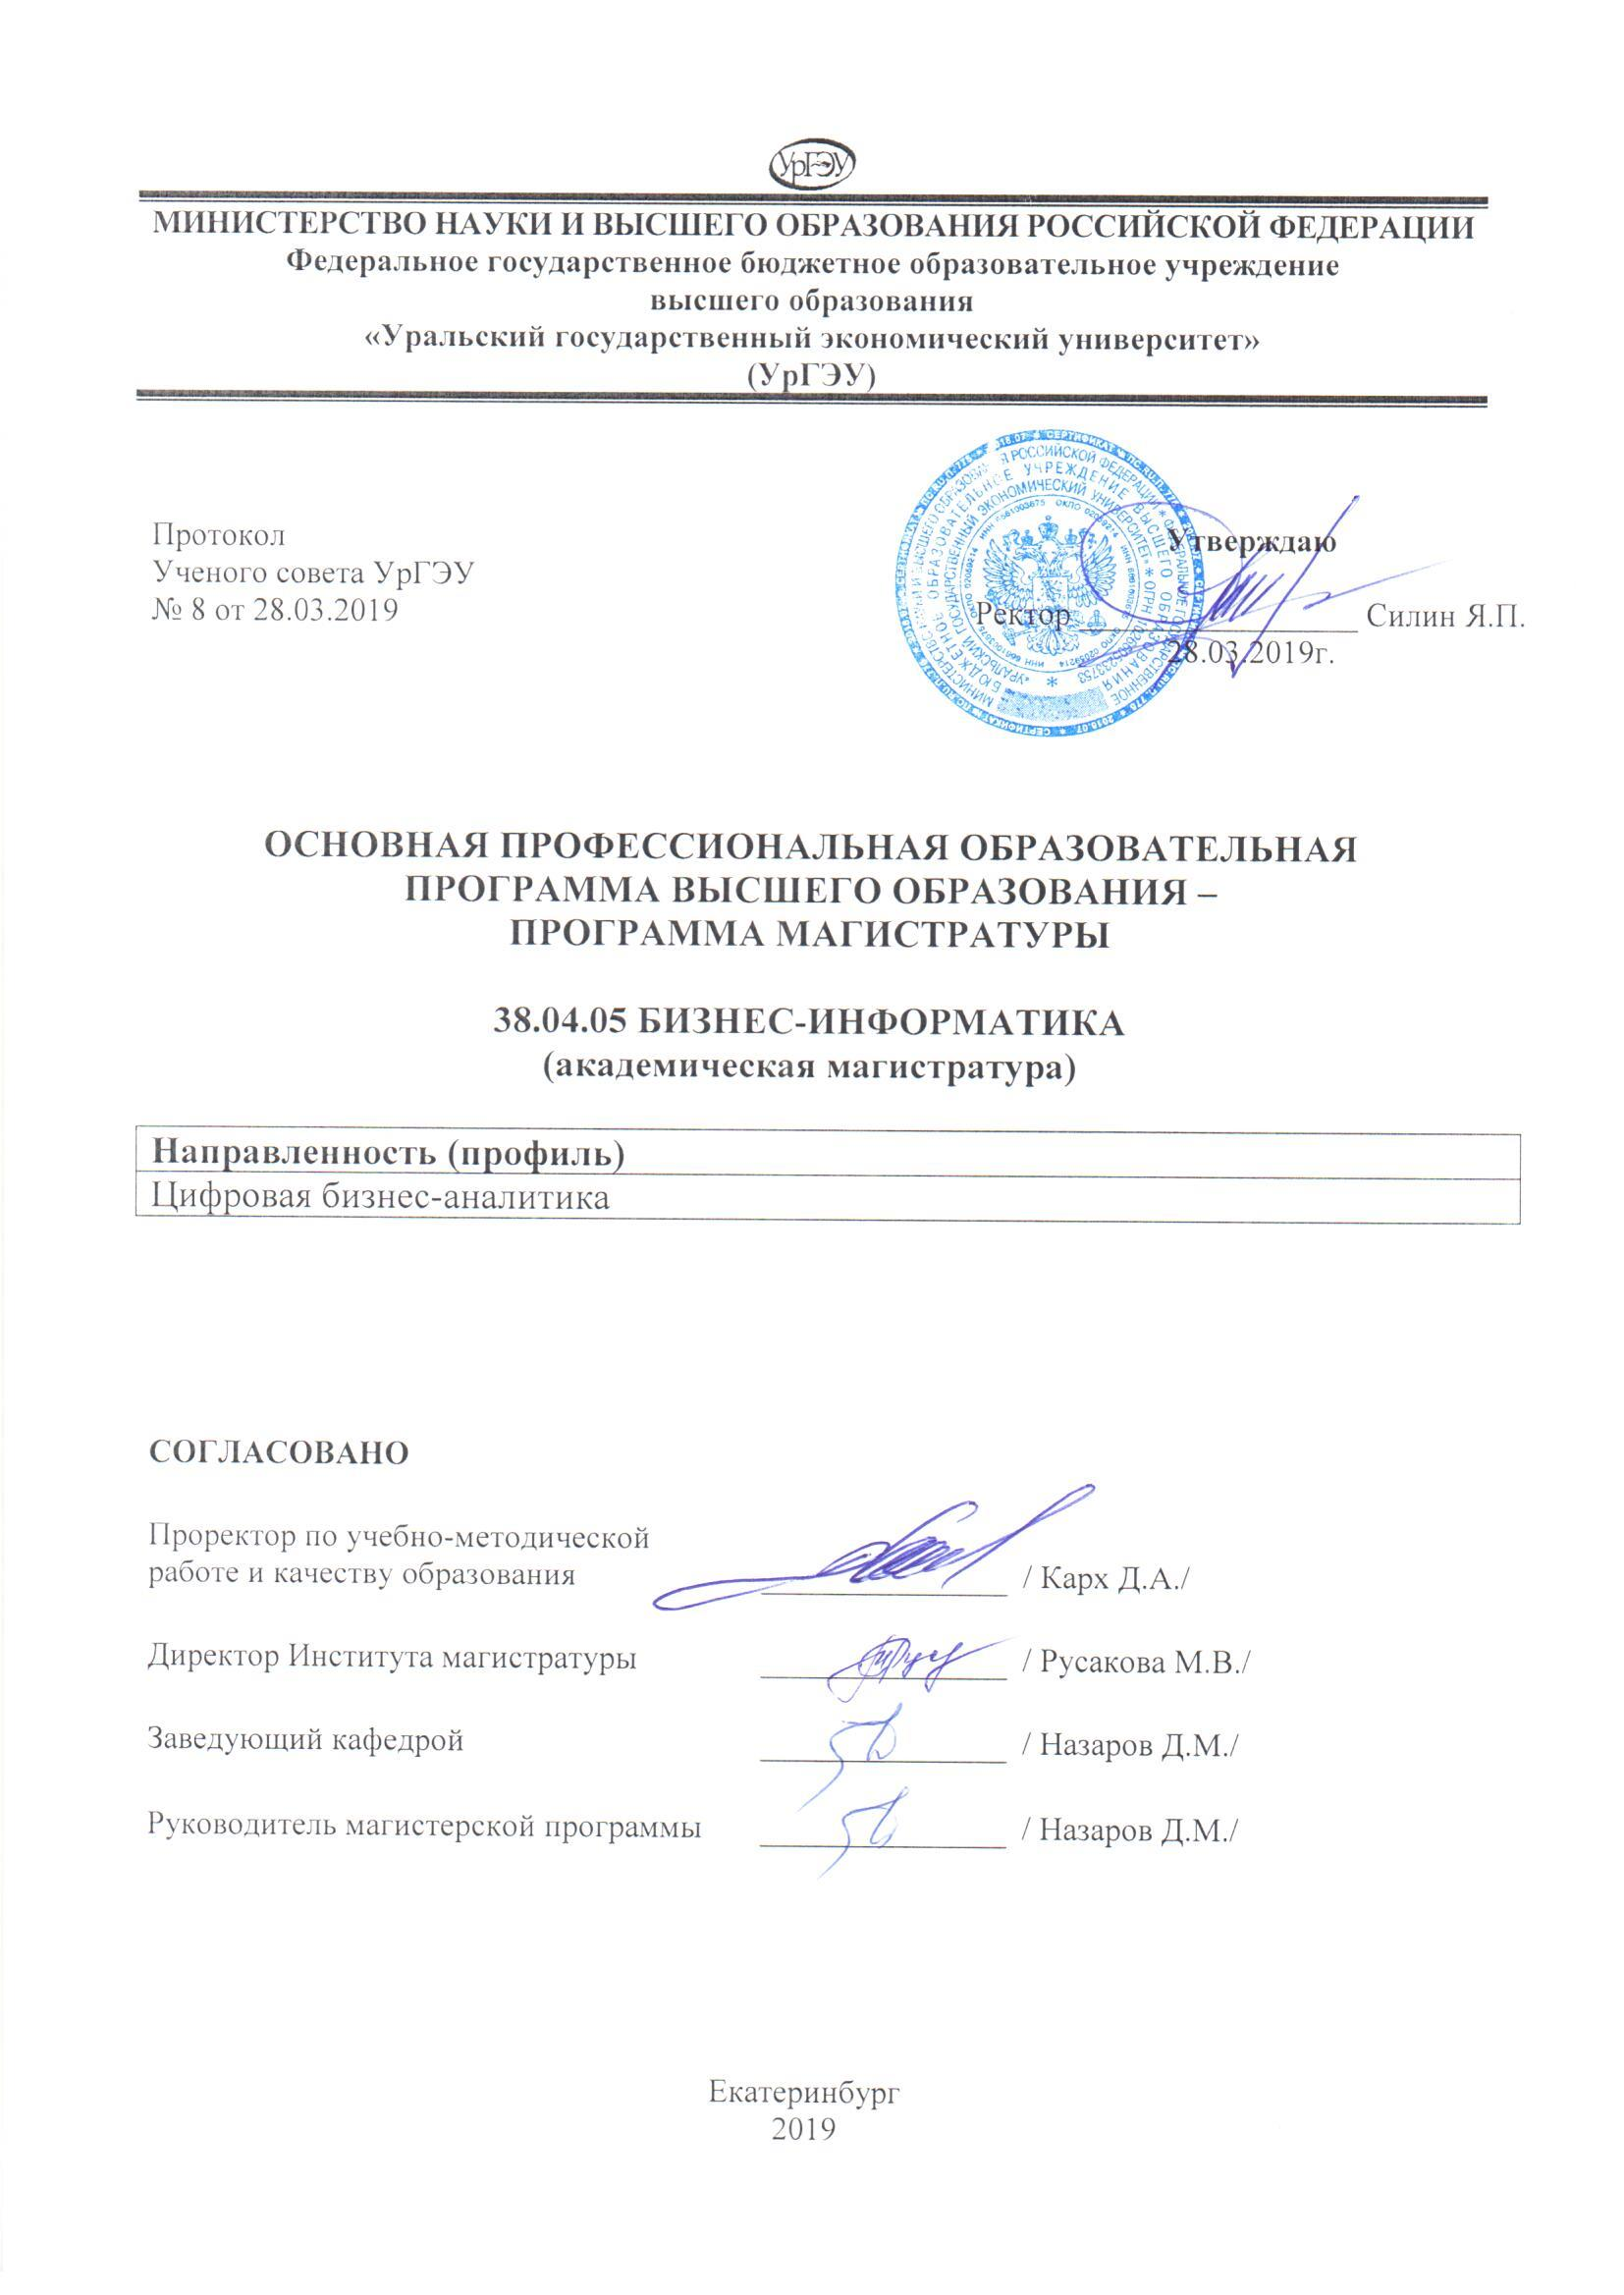 УрГЭУ
МИНИСТЕРСТВО НАУКИ И ВЫСШЕГО ОБРАЗОВАНИЯ РОССИЙСКОЙ ФЕДЕРАЦИИ
Федеральное государственное бюджетное образовательное учреждение
высшего образования
«Уральский государственный экономический университет»
(УрГЭУ)
Протокол
Ученого совета УрГЭУ
№ 8 от 28.03.2019
Утверждаю
Ректор Силин Я.П.
28.03.2019г.
ОСНОВНАЯ ПРОФЕССИОНАЛЬНАЯ ОБРАЗОВАТЕЛЬНАЯ
ПРОГРАММА ВЫСШЕГО ОБРАЗОВАНИЯ –
ПРОГРАММА МАГИСТРАТУРЫ
38.04.05 БИЗНЕС-ИНФОРМАТИКА
(академическая магистратура)
Направленность (профиль)
Цифровая бизнес-аналитика
СОГЛАСОВАНО
Проректор по учебно-методической
работе и качеству образования / Карх Д.А./
Директор Института магистратуры / Русакова М.В./
Заведующий кафедрой / Назаров Д.М./
Руководитель магистерской программы / Назаров Д.М./
Екатеринбург
2019